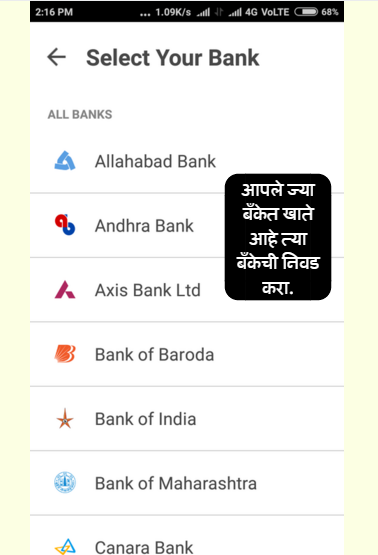 2:16 PM ... 1.09K/s 4G VoLTE 68%
Select Your Bank
ALL BANKS
Allahabad Bank
आपले ज्या
बँकेत खाते
आहे त्या
बँकेची निवड
करा.
Andhra Bank
Axis Bank Ltd
Bank of Baroda
Bank of India
Bank of Maharashtra
Canara Bank